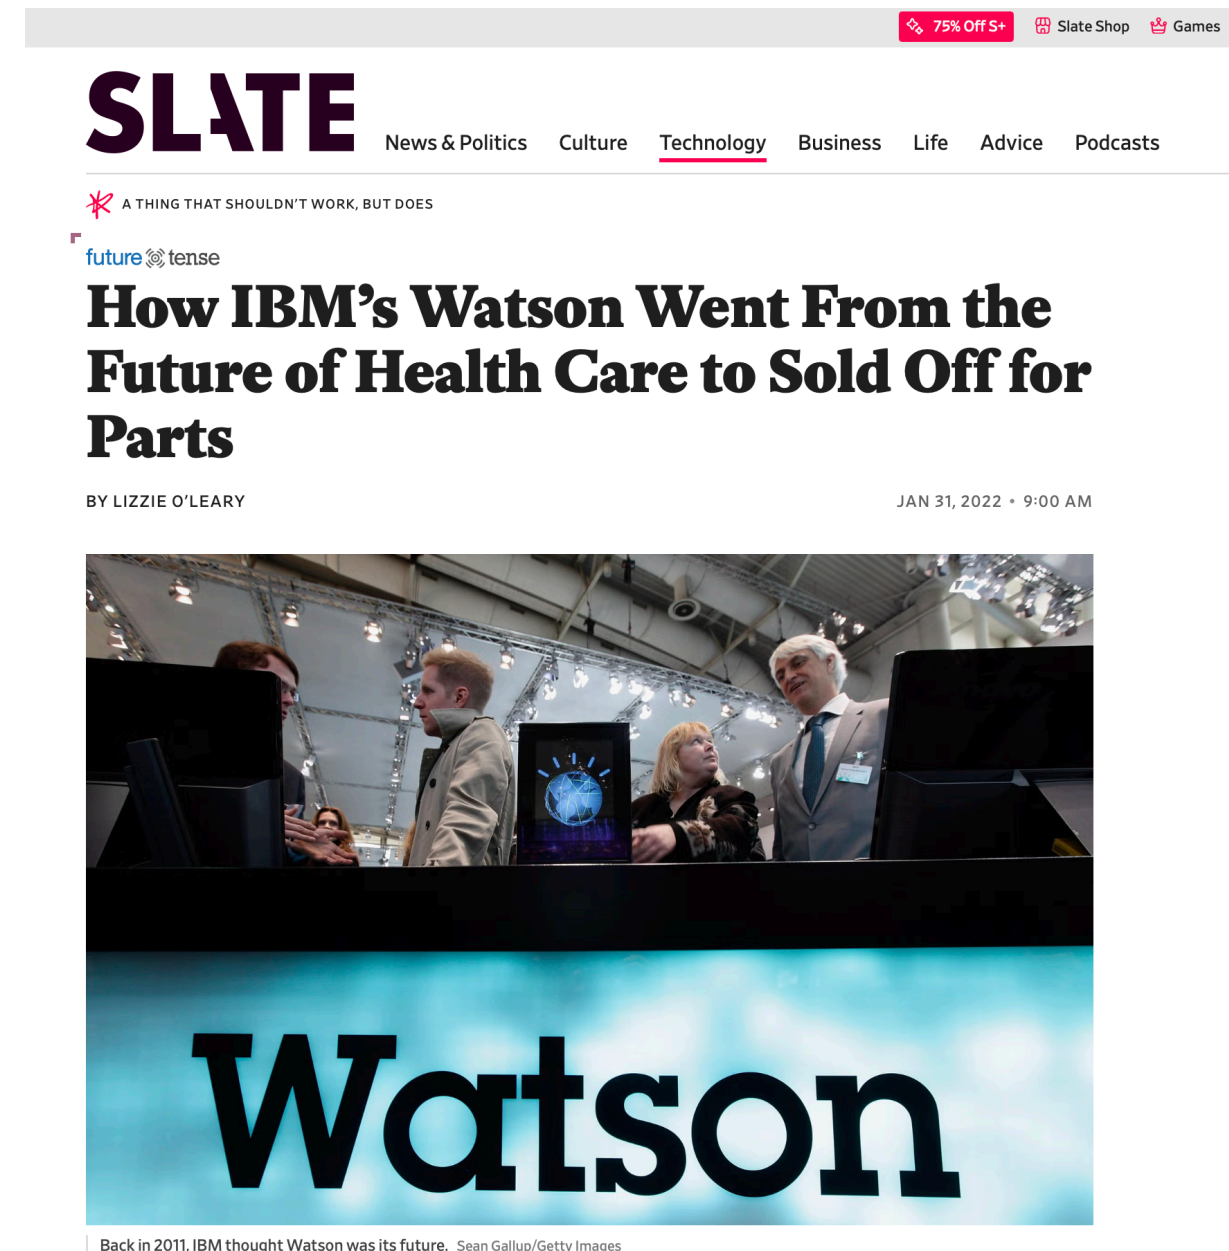 75% Off S+
Slate Shop
Games
SLATE
News & Politics
Culture
Technology
Business
Life
Advice
Podcasts
A THING THAT SHOULDN’T WORK, BUT DOES
future tense
How IBM’s Watson Went From the
Future of Health Care to Sold Off for
Parts
BY LIZZIE O’LEARY
JAN 31, 2022 • 9:00 AM
Watson
Back in 2011, IBM thought Watson was its future. Sean Gallup/Getty Images